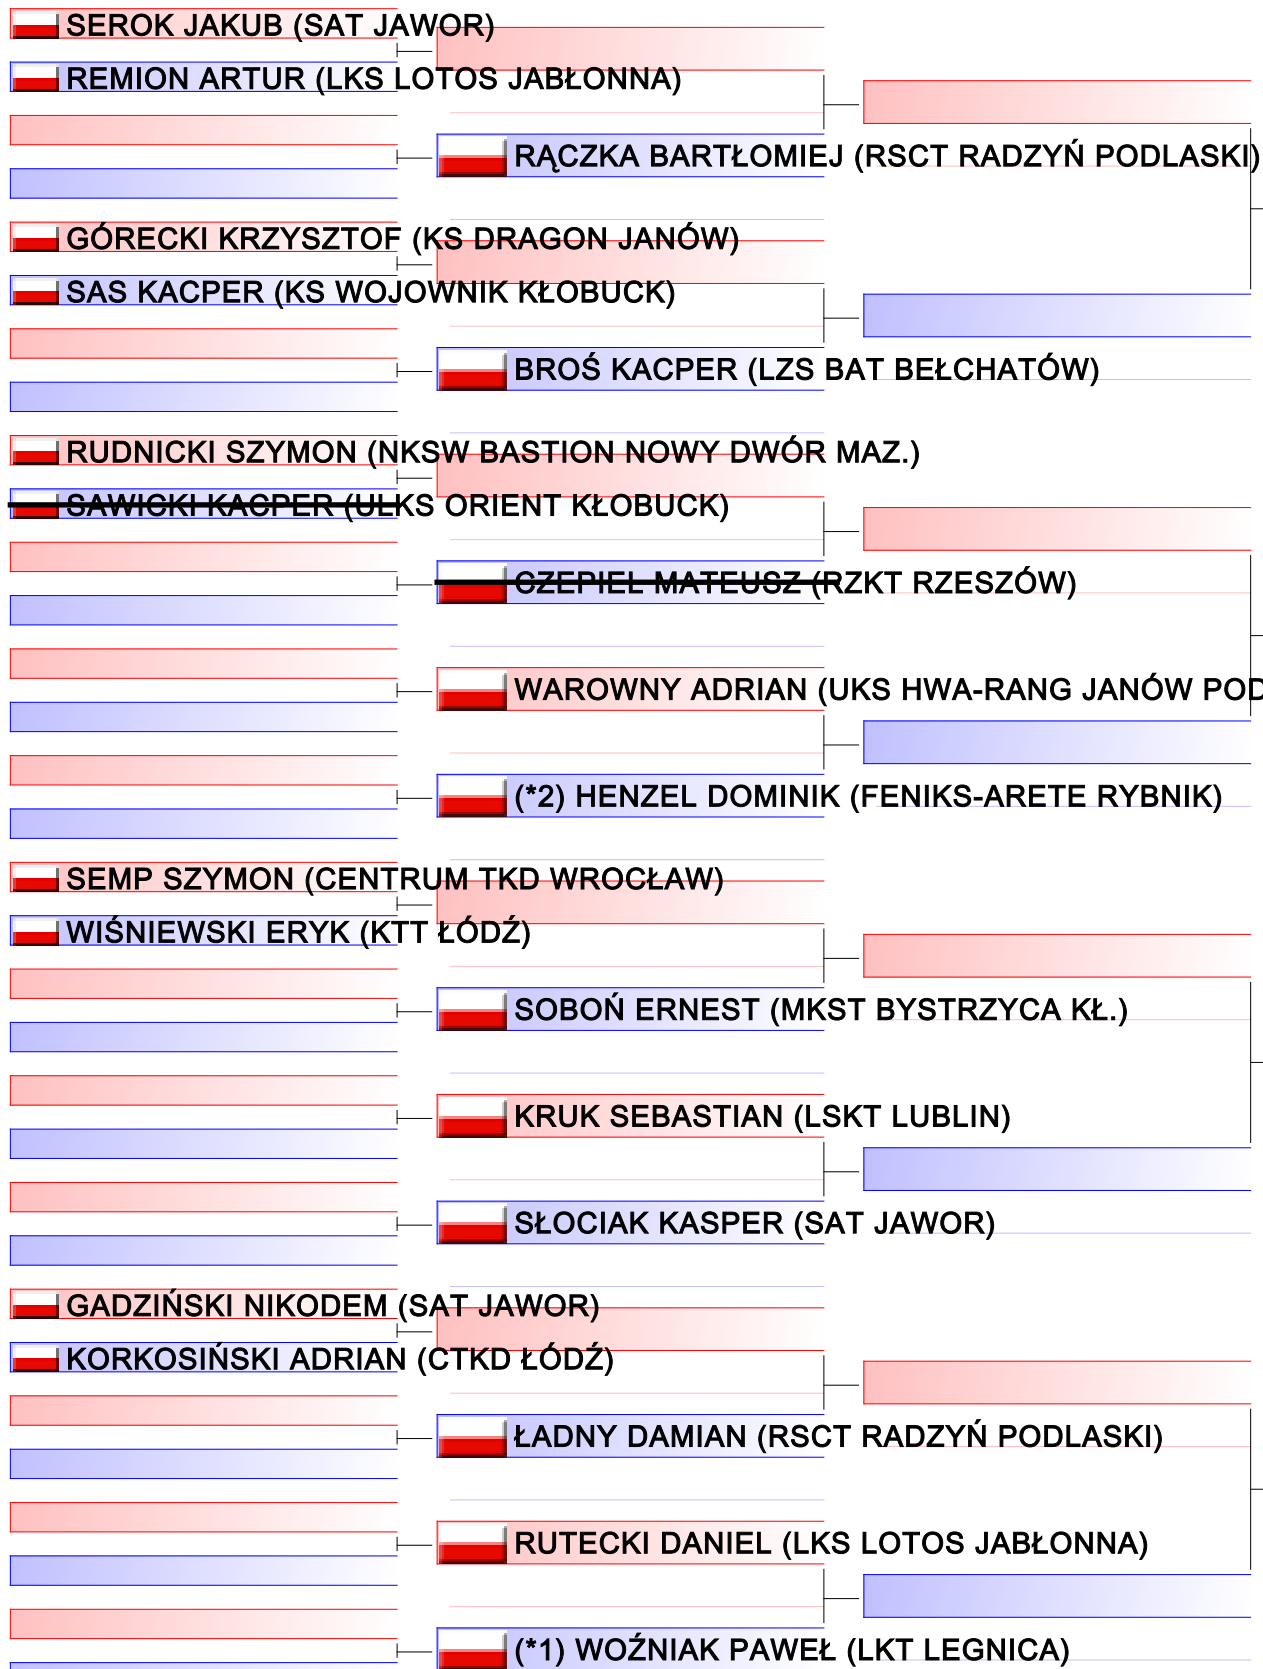 SEROK JAKUB (SAT JAWOR)
REMION ARTUR (LKS LOTOS JABŁONNA)
RĄCZKA BARTŁOMIEJ (RSCT RADZYŃ PODLASKI)
GÓRECKI KRZYSZTOF (KS DRAGON JANÓW)
SAS KACPER (KS WOJOWNIK KŁOBUCK)
BROŚ KACPER (LZS BAT BEŁCHATÓW)
RUDNICKI SZYMON (NKSW BASTION NOWY DWÓR MAZ.)
SAWICKI KACPER (ULKS ORIENT KŁOBUCK)
CZEPIEL MATEUSZ (RZKT RZESZÓW)
WAROWNY ADRIAN (UKS HWA-RANG JANÓW POD
(*2) HENZEL DOMINIK (FENIKS-ARETE RYBNIK)
SEMP SZYMON (CENTRUM TKD WROCŁAW)
WIŚNIEWSKI ERYK (KTT ŁÓDŹ)
SOBOŃ ERNEST (MKST BYSTRZYCA KŁ.)
KRUK SEBASTIAN (LSKT LUBLIN)
SŁOCIAK KASPER (SAT JAWOR)
GADZIŃSKI NIKODEM (SAT JAWOR)
KORKOSIŃSKI ADRIAN (CTKD ŁÓDŹ)
ŁADNY DAMIAN (RSCT RADZYŃ PODLASKI)
RUTECKI DANIEL (LKS LOTOS JABŁONNA)
(*1) WOŹNIAK PAWEŁ (LKT LEGNICA)